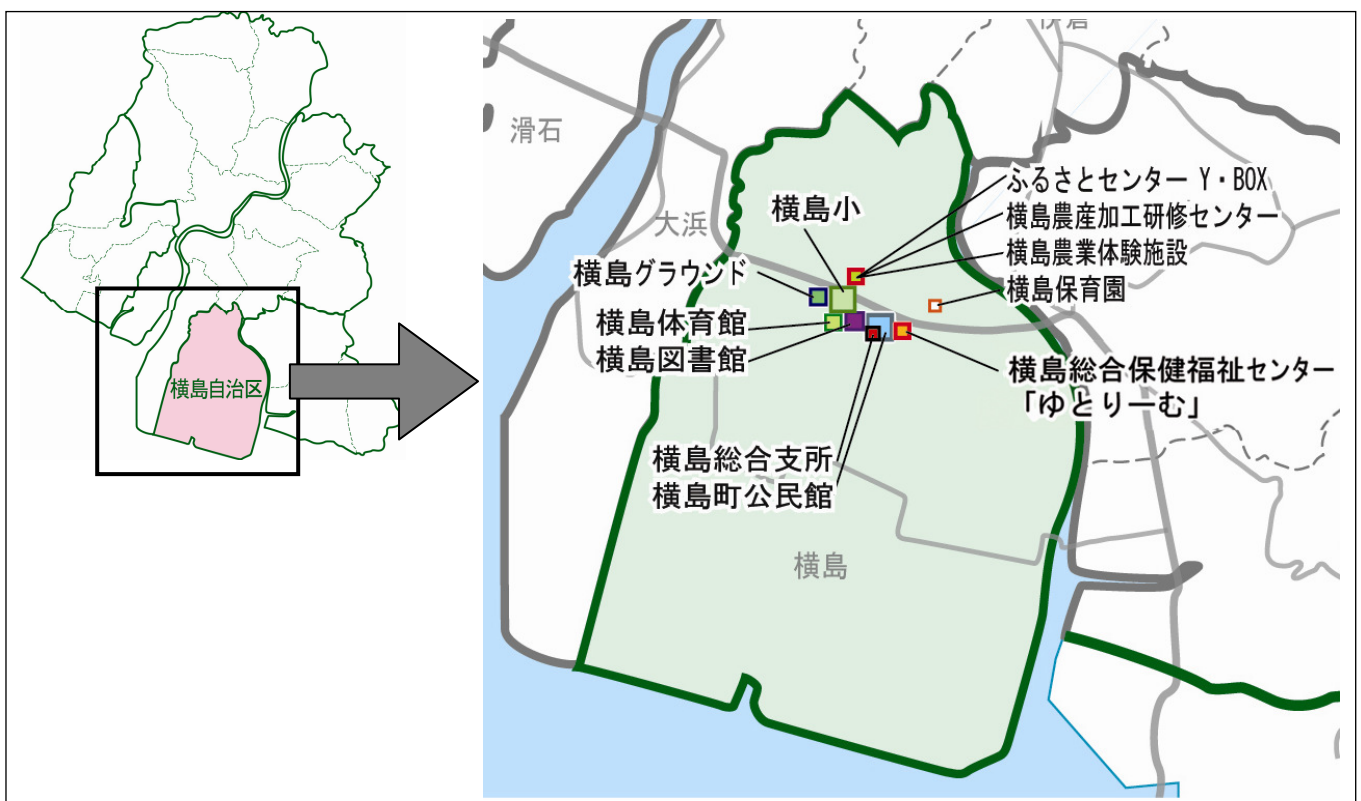 横島自治区
滑石
大浜
横島小
横島グラウンド
横島体育館
横島図書館
ふるさとセンター Y・BOX
横島農産加工研修センター
横島農業体験施設
横島保育園
横島総合保健福祉センター
「ゆとりーむ」
横島総合支所
横島町公民館
横島